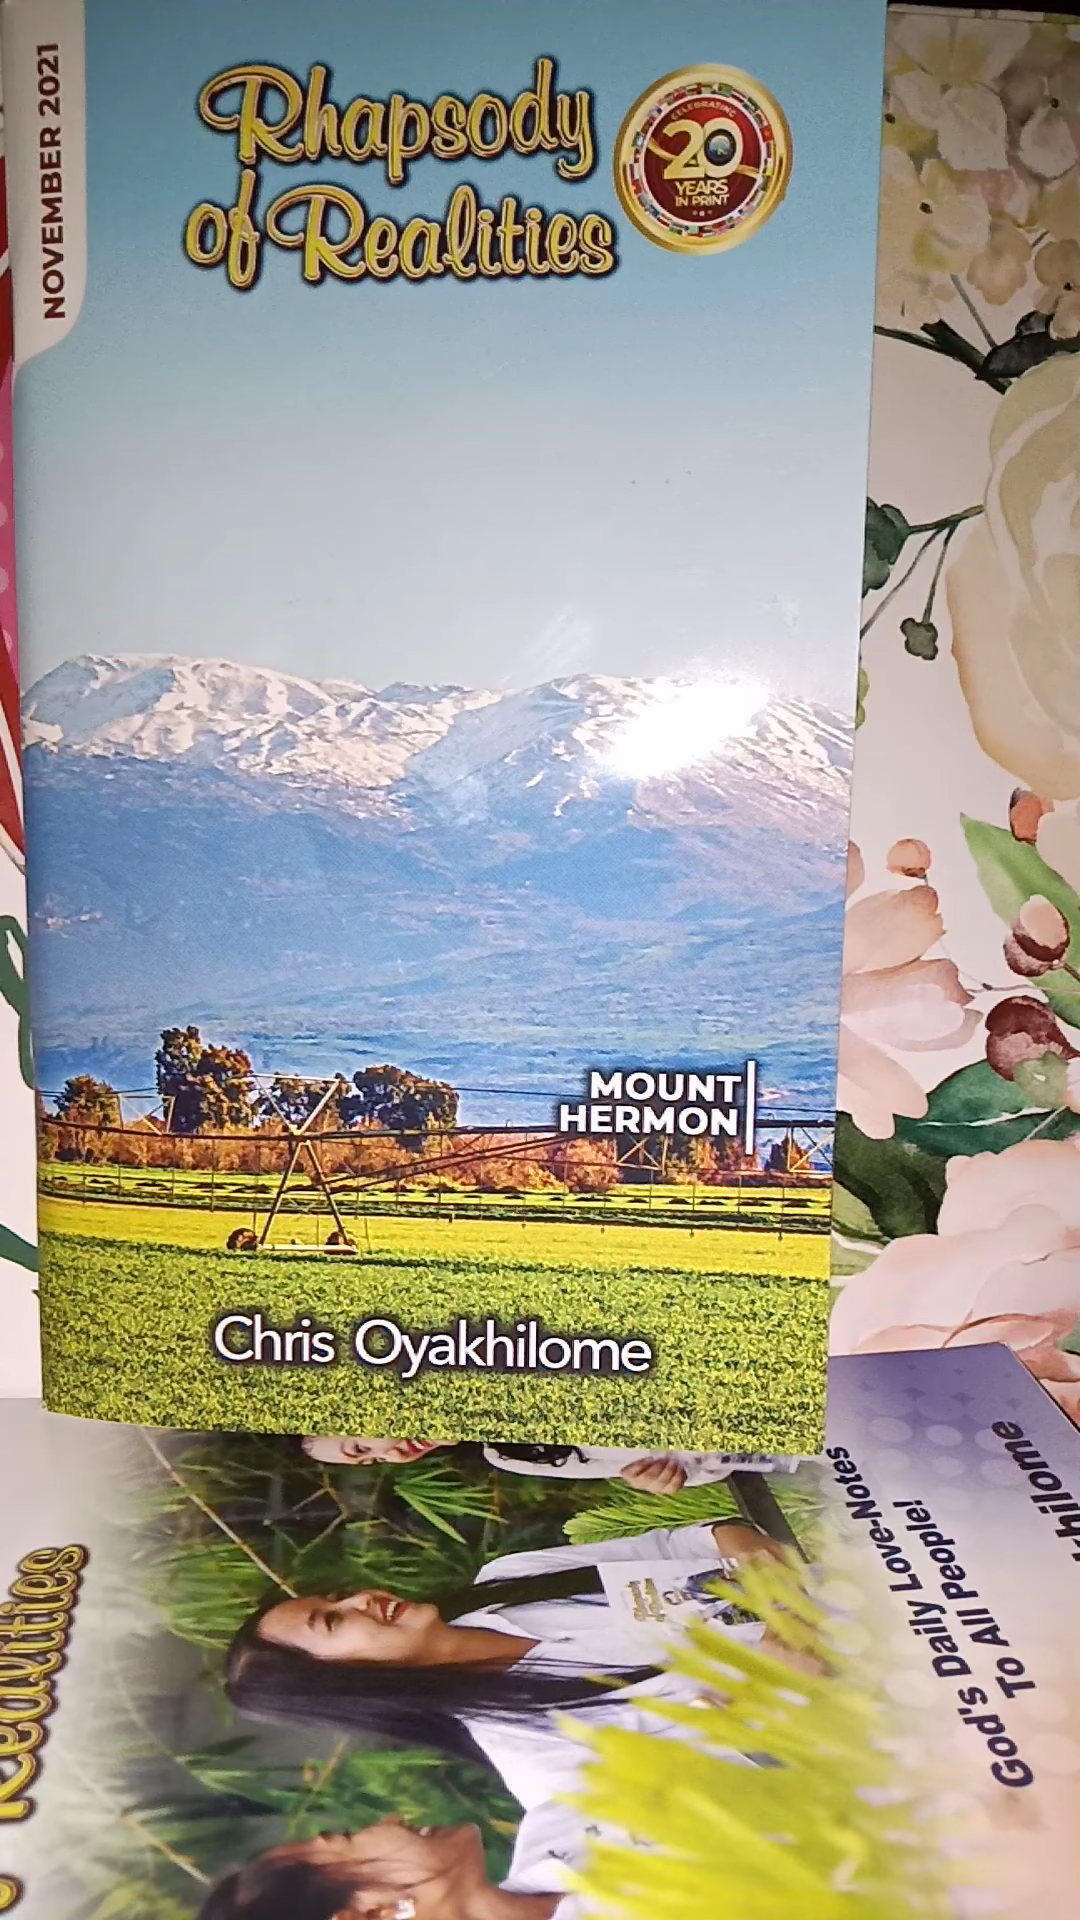 NOVEMBER 2021
Rhapsody
of Realities
CELEBRATING
20
YEARS
IN PRINT
MOUNT
HERMON
Chris Oyakhilome
Realities
God's Daily Love-Notes
To All People!